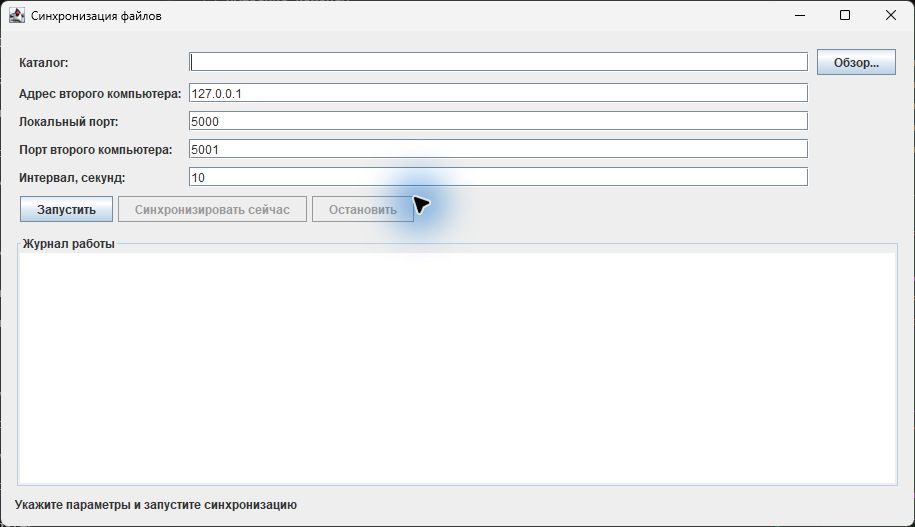 Синхронизация файлов
Каталог:
Обзор...
Адрес второго компьютера: 127.0.0.1
Локальный порт: 5000
Порт второго компьютера: 5001
Интервал, секунд: 10
Запустить Синхронизировать сейчас Остановить
Журнал работы
Укажите параметры и запустите синхронизацию